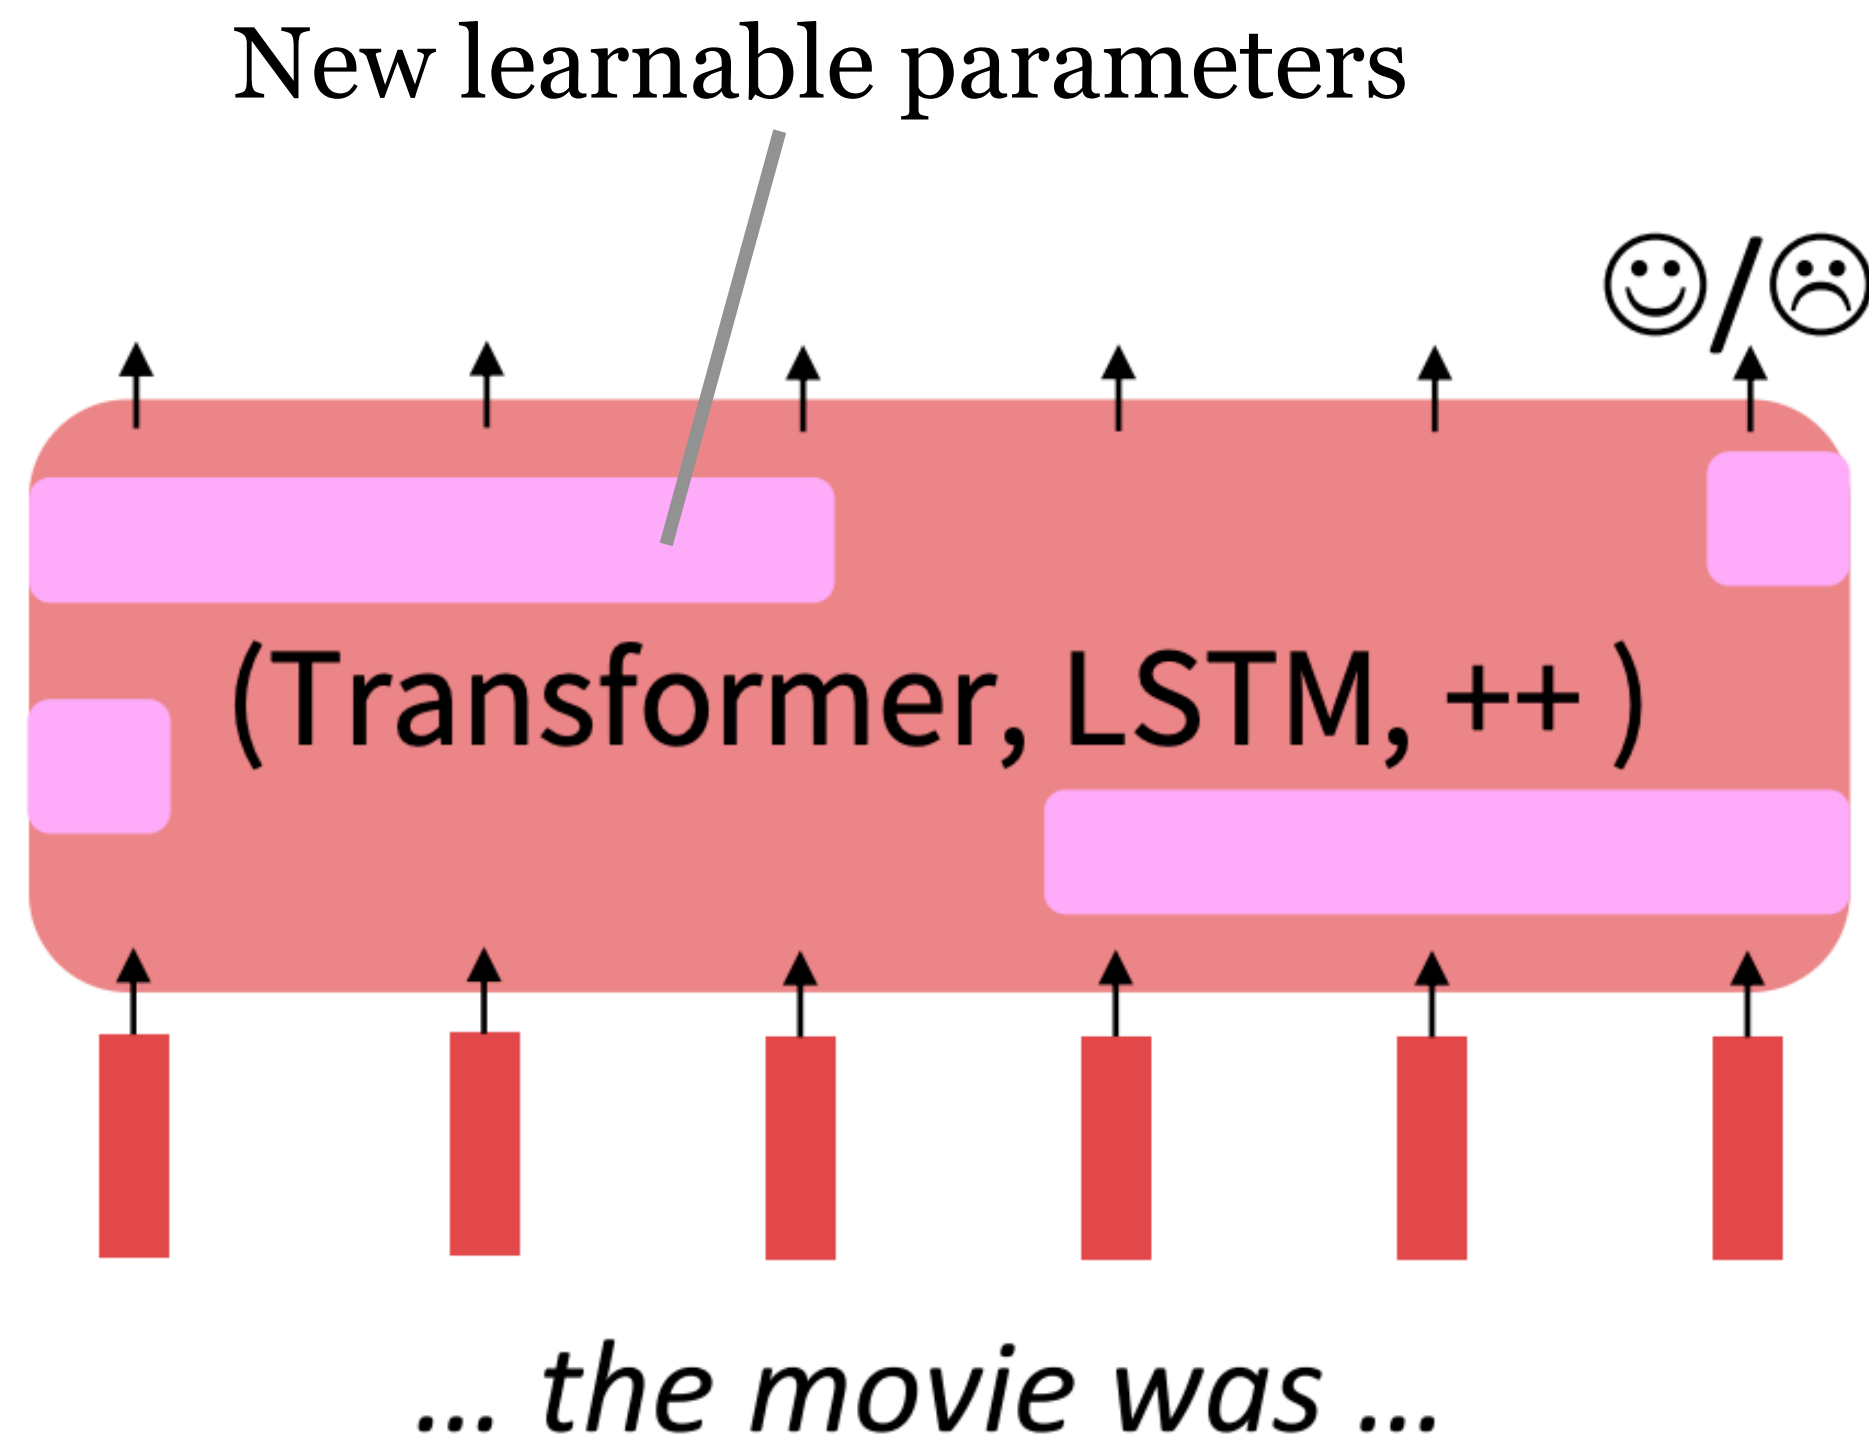 New learnable parameters
☺/☹
(Transformer, LSTM, ++ )
... the movie was ...